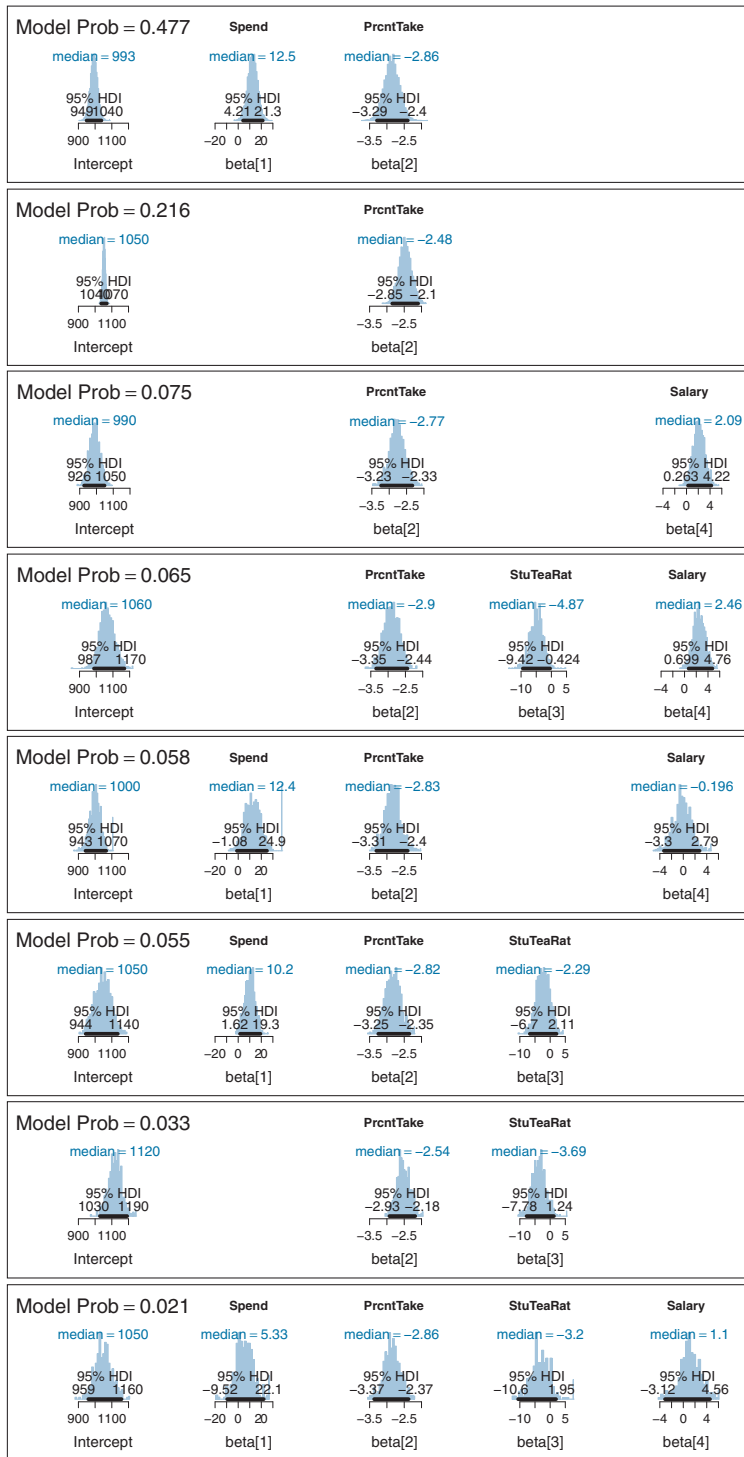 Model Prob = 0.477 Spend PrcntTake
median = 993 median = 12.5 median = −2.86
95% HDI 95% HDI 95% HDI
949 1040 4.21 21.3 −3.29 −2.4
900 1100 −20 0 20 −3.5 −2.5
Intercept beta[1] beta[2]
Model Prob = 0.216 PrcntTake
median = 1050 median = −2.48
95% HDI 95% HDI
1040 1070 −2.85 −2.1
900 1100 −3.5 −2.5
Intercept beta[2]
Model Prob = 0.075 PrcntTake Salary
median = 990 median = −2.77 median = 2.09
95% HDI 95% HDI 95% HDI
926 1050 −3.23 −2.33 0.263 4.22
900 1100 −3.5 −2.5 −4 0 4
Intercept beta[2] beta[4]
Model Prob = 0.065 PrcntTake StuTeaRat Salary
median = 1060 median = −2.9 median = −4.87 median = 2.46
95% HDI 95% HDI 95% HDI 95% HDI
987 1170 −3.35 −2.44 −9.42 −0.424 0.699 4.76
900 1100 −3.5 −2.5 −10 0 5 −4 0 4
Intercept beta[2] beta[3] beta[4]
Model Prob = 0.058 Spend PrcntTake Salary
median = 1000 median = 12.4 median = −2.83 median = −0.196
95% HDI 95% HDI 95% HDI 95% HDI
943 1070 −1.08 24.9 −3.31 −2.4 −3.3 2.79
900 1100 −20 0 20 −3.5 −2.5 −4 0 4
Intercept beta[1] beta[2] beta[4]
Model Prob = 0.055 Spend PrcntTake StuTeaRat
median = 1050 median = 10.2 median = −2.82 median = −2.29
95% HDI 95% HDI 95% HDI 95% HDI
944 1140 1.62 19.3 −3.25 −2.35 −6.7 2.11
900 1100 −20 0 20 −3.5 −2.5 −10 0 5
Intercept beta[1] beta[2] beta[3]
Model Prob = 0.033 PrcntTake StuTeaRat
median = 1120 median = −2.54 median = −3.69
95% HDI 95% HDI 95% HDI
1030 1190 −2.93 −2.18 −7.78 1.24
900 1100 −3.5 −2.5 −10 0 5
Intercept beta[2] beta[3]
Model Prob = 0.021 Spend PrcntTake StuTeaRat Salary
median = 1050 median = 5.33 median = −2.86 median = −3.2 median = 1.1
95% HDI 95% HDI 95% HDI 95% HDI 95% HDI
959 1160 −9.52 22.1 −3.37 −2.37 −10.6 1.95 −3.12 4.56
900 1100 −20 0 20 −3.5 −2.5 −10 0 5 −4 0 4
Intercept beta[1] beta[2] beta[3] beta[4]